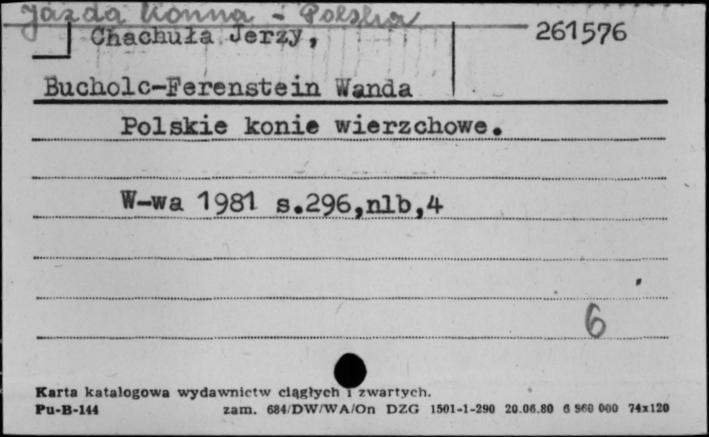 Jazda konna - Polska
Chachuła Jerzy, 261576
Bucholc-Ferenstein Wanda
Polskie konie wierzchowe.
W-wa 1981 s.296,nlb,4
6
Karta katalogowa wydawnictw ciągłych i zwartych.
Pu-B-144 zam. 684/DW/WA/On DZG 1501-1-290 20.06.80 6 960 000 74x120